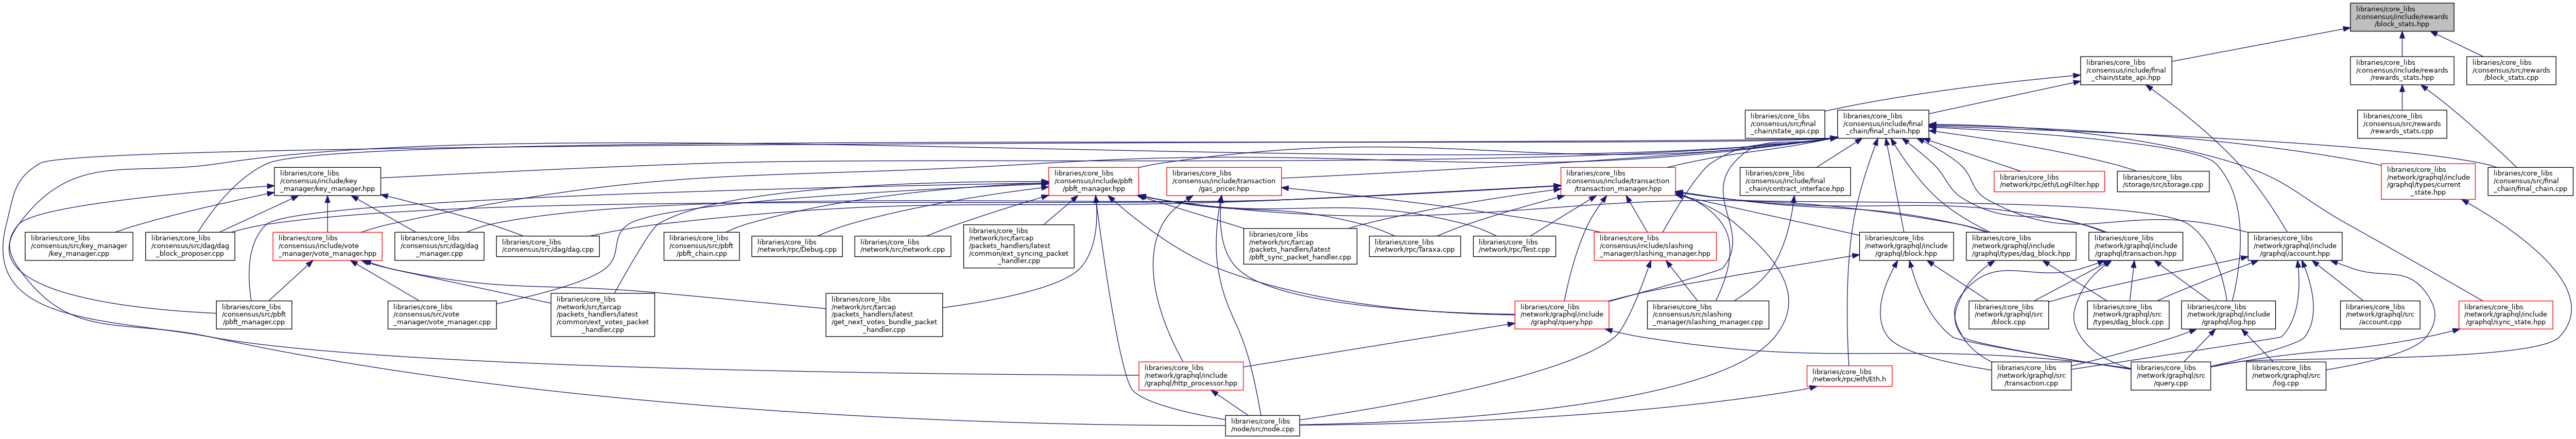 libraries/core_libs
/consensus/include/rewards
/block_stats.hpp
libraries/core_libs
/consensus/include/final
_chain/state_api.hpp
libraries/core_libs
/consensus/include/rewards
/rewards_stats.hpp
libraries/core_libs
/consensus/src/rewards
/block_stats.cpp
libraries/core_libs
/consensus/src/final
_chain/state_api.cpp
libraries/core_libs
/consensus/include/final
_chain/final_chain.hpp
libraries/core_libs
/consensus/src/rewards
/rewards_stats.cpp
libraries/core_libs
/consensus/include/key
_manager/key_manager.hpp
libraries/core_libs
/consensus/include/pbft
/pbft_manager.hpp
libraries/core_libs
/consensus/include/transaction
/gas_pricer.hpp
libraries/core_libs
/consensus/include/transaction
/transaction_manager.hpp
libraries/core_libs
/consensus/include/final
_chain/contract_interface.hpp
libraries/core_libs
/network/rpc/eth/LogFilter.hpp
libraries/core_libs
/storage/src/storage.cpp
libraries/core_libs
/network/graphql/include
/graphql/types/current
_state.hpp
libraries/core_libs
/consensus/src/final
_chain/final_chain.cpp
libraries/core_libs
/consensus/src/key_manager
/key_manager.cpp
libraries/core_libs
/consensus/src/dag/dag
_block_proposer.cpp
libraries/core_libs
/consensus/include/vote
_manager/vote_manager.hpp
libraries/core_libs
/consensus/src/dag/dag
_manager.cpp
libraries/core_libs
/consensus/src/dag/dag.cpp
libraries/core_libs
/consensus/src/pbft
/pbft_chain.cpp
libraries/core_libs
/network/rpc/Debug.cpp
libraries/core_libs
/network/src/network.cpp
libraries/core_libs
/network/src/tarcap
/packets_handlers/latest
/common/ext_syncing_packet
_handler.cpp
libraries/core_libs
/network/src/tarcap
/packets_handlers/latest
/pbft_sync_packet_handler.cpp
libraries/core_libs
/network/rpc/Taraxa.cpp
libraries/core_libs
/network/rpc/Test.cpp
libraries/core_libs
/consensus/include/slashing
_manager/slashing_manager.hpp
libraries/core_libs
/network/graphql/include
/graphql/block.hpp
libraries/core_libs
/network/graphql/include
/graphql/types/dag_block.hpp
libraries/core_libs
/network/graphql/include
/graphql/transaction.hpp
libraries/core_libs
/network/graphql/include
/graphql/account.hpp
libraries/core_libs
/consensus/src/pbft
/pbft_manager.cpp
libraries/core_libs
/consensus/src/vote
_manager/vote_manager.cpp
libraries/core_libs
/network/src/tarcap
/packets_handlers/latest
/common/ext_votes_packet
_handler.cpp
libraries/core_libs
/network/src/tarcap
/packets_handlers/latest
/get_next_votes_bundle_packet
_handler.cpp
libraries/core_libs
/network/graphql/include
/graphql/query.hpp
libraries/core_libs
/consensus/src/slashing
_manager/slashing_manager.cpp
libraries/core_libs
/network/graphql/src
/block.cpp
libraries/core_libs
/network/graphql/src
/types/dag_block.cpp
libraries/core_libs
/network/graphql/include
/graphql/log.hpp
libraries/core_libs
/network/graphql/src
/account.cpp
libraries/core_libs
/network/graphql/include
/graphql/sync_state.hpp
libraries/core_libs
/network/graphql/include
/graphql/http_processor.hpp
libraries/core_libs
/network/rpc/eth/Eth.h
libraries/core_libs
/network/graphql/src
/transaction.cpp
libraries/core_libs
/network/graphql/src
/query.cpp
libraries/core_libs
/network/graphql/src
/log.cpp
libraries/core_libs
/node/src/node.cpp